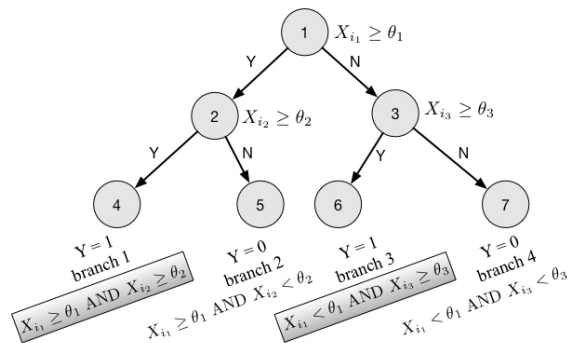 1
X_{i_1} ≥ θ_1
Y
N
2
X_{i_2} ≥ θ_2
3
X_{i_3} ≥ θ_3
Y
N
Y
N
4
5
6
7
Y = 1
branch 1
X_{i_1} ≥ θ_1 AND X_{i_2} ≥ θ_2
Y = 0
branch 2
X_{i_1} ≥ θ_1 AND X_{i_2} < θ_2
Y = 1
branch 3
X_{i_1} < θ_1 AND X_{i_3} ≥ θ_3
Y = 0
branch 4
X_{i_1} < θ_1 AND X_{i_3} < θ_3